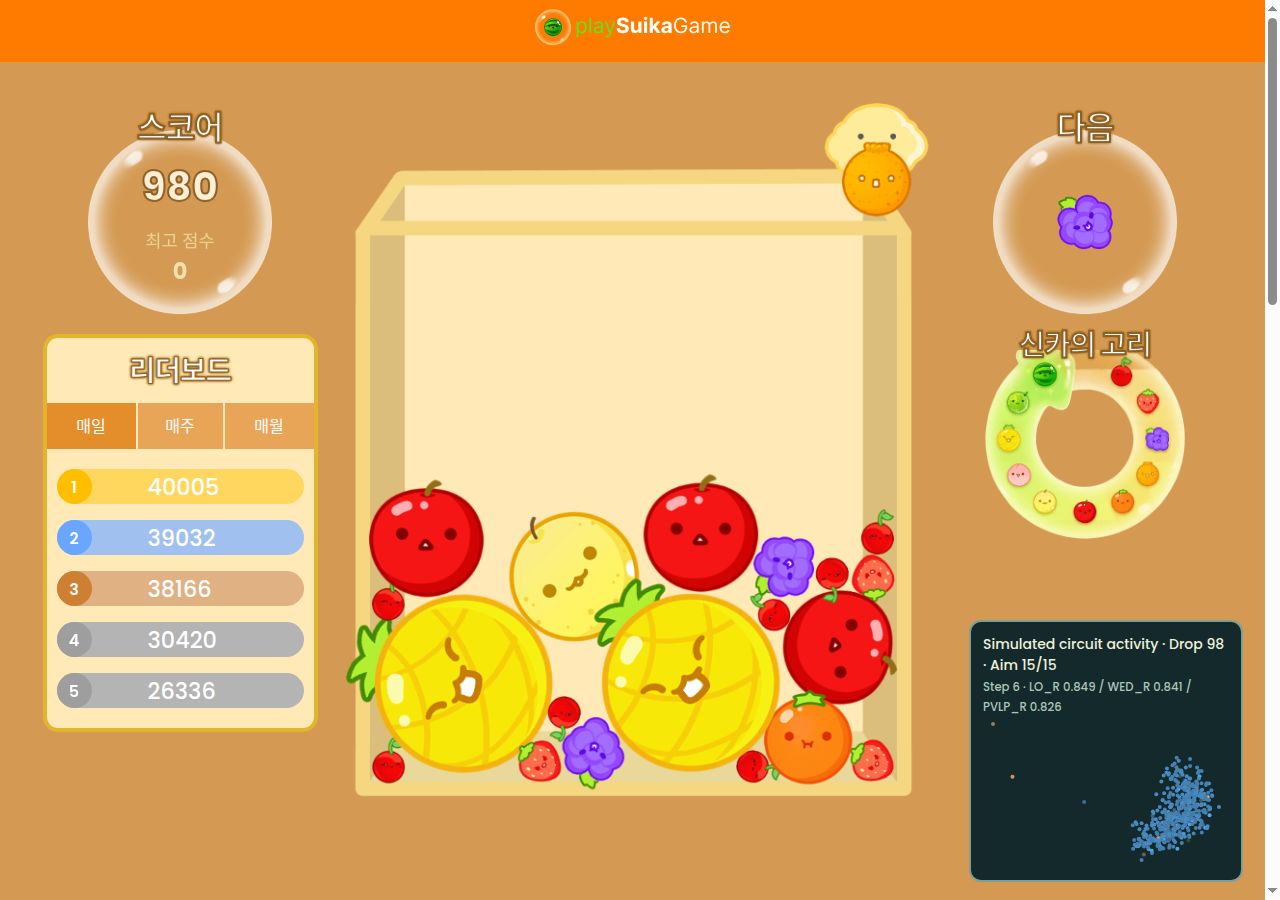 playSuikaGame
스코어
980
최고 점수
0
다음
신카의 고리
리더보드
매일 매주 매월
1 40005
2 39032
3 38166
4 30420
5 26336
Simulated circuit activity · Drop 98
· Aim 15/15
Step 6 · LO_R 0.849 / WED_R 0.841 /
PVLP_R 0.826